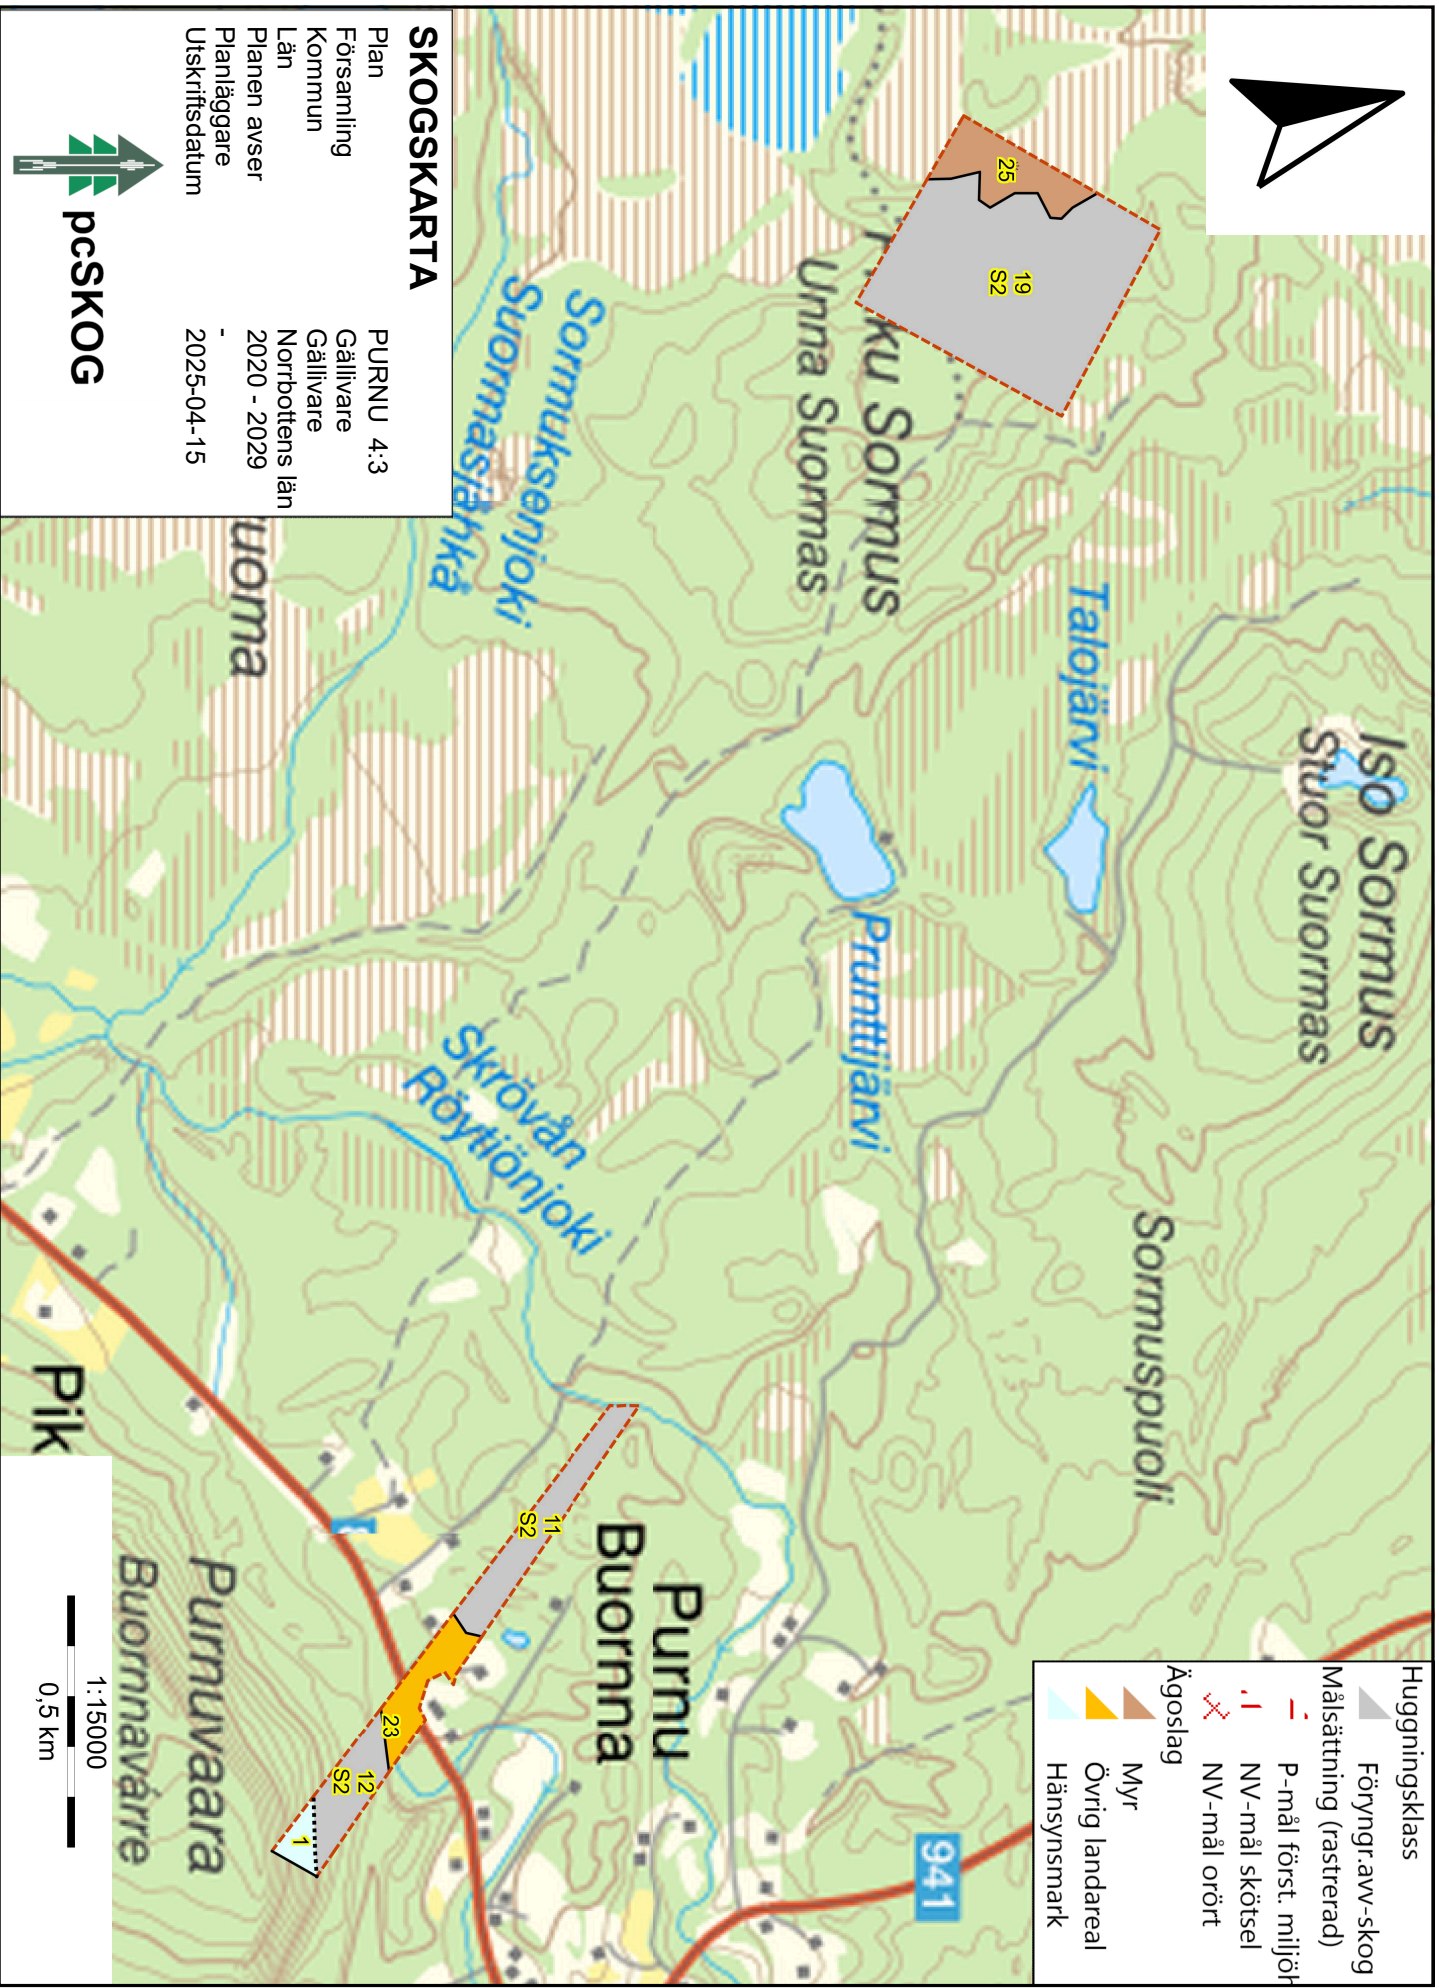 SKOGSKARTA
Plan PURNU 4:3
Församling Gällivare
Kommun Gällivare
Län Norrbottens län
Planen avser 2020 - 2029
Planläggare -
Utskriftsdatum 2025-04-15
pcSKOG
Huggningsklass
Föryngr.avv-skog
Målsättning (rastrerad)
P-mål först. miljöh
NV-mål skötsel
NV-mål orört
Ägoslag
Myr
Övrig landareal
Hänsynsmark
Iso Sormus
Stuor Suormas
Talojärvi
Sormuspuoli
25
19
S2
ku Sormus
Unna Suormas
Prunttijärvi
Sormuksenjoki
Suormasjåhkå
uoma
Skrövån
Röytiönjoki
941
Purnu
Buornna
11
S2
23
12
S2
1
Purnuvaara
Buornnavárre
Pik
1:15000
0,5 km